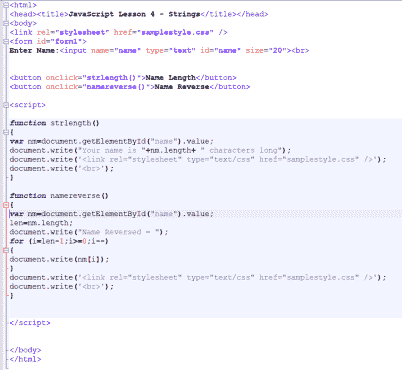 <html>
<head><title>JavaScript Lesson 4 - Strings</title></head>
<body>
<link rel="stylesheet" href="samplestyle.css" />
<form id="form1">
Enter Name:<input name="name" type="text" id="name" size="20"><br>
<button onclick="strlength()">Name Length</button>
<button onclick="namereverse()">Name Reverse</button>
<script>
function strlength()
{
var nm=document.getElementById("name").value;
document.write("Your name is "+nm.length+ " characters long");
document.write('<link rel="stylesheet" type="text/css" href="samplestyle.css" />');
document.write('<br>');
}
function namereverse()
{
var nm=document.getElementById("name").value;
len=nm.length;
document.write("Name Reversed - ");
for (i=len-1;i>=0;i--)
{
document.write(nm[i]);
}
document.write('<link rel="stylesheet" type="text/css" href="samplestyle.css" />');
document.write('<br>');
}
</script>
</body>
</html>